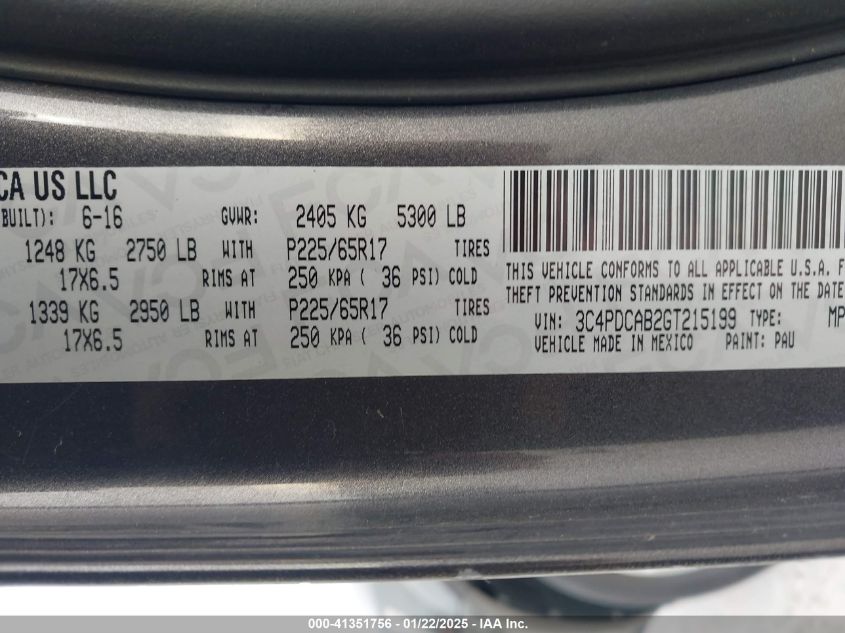 CA US LLC
BUILT): 6-16 GVWR: 2405 KG 5300 LB
1248 KG 2750 LB WITH P225/65R17 TIRES
17X6.5 RIMS AT 250 KPA ( 36 PSI) COLD
1339 KG 2950 LB WITH P225/65R17 TIRES
17X6.5 RIMS AT 250 KPA ( 36 PSI) COLD
THIS VEHICLE CONFORMS TO ALL APPLICABLE U.S.A. F
THEFT PREVENTION STANDARDS IN EFFECT ON THE DATE
VIN: 3C4PDCAB2GT215199 TYPE: MP
VEHICLE MADE IN MEXICO PAINT: PAU
000-41351756 - 01/22/2025 - IAA Inc.